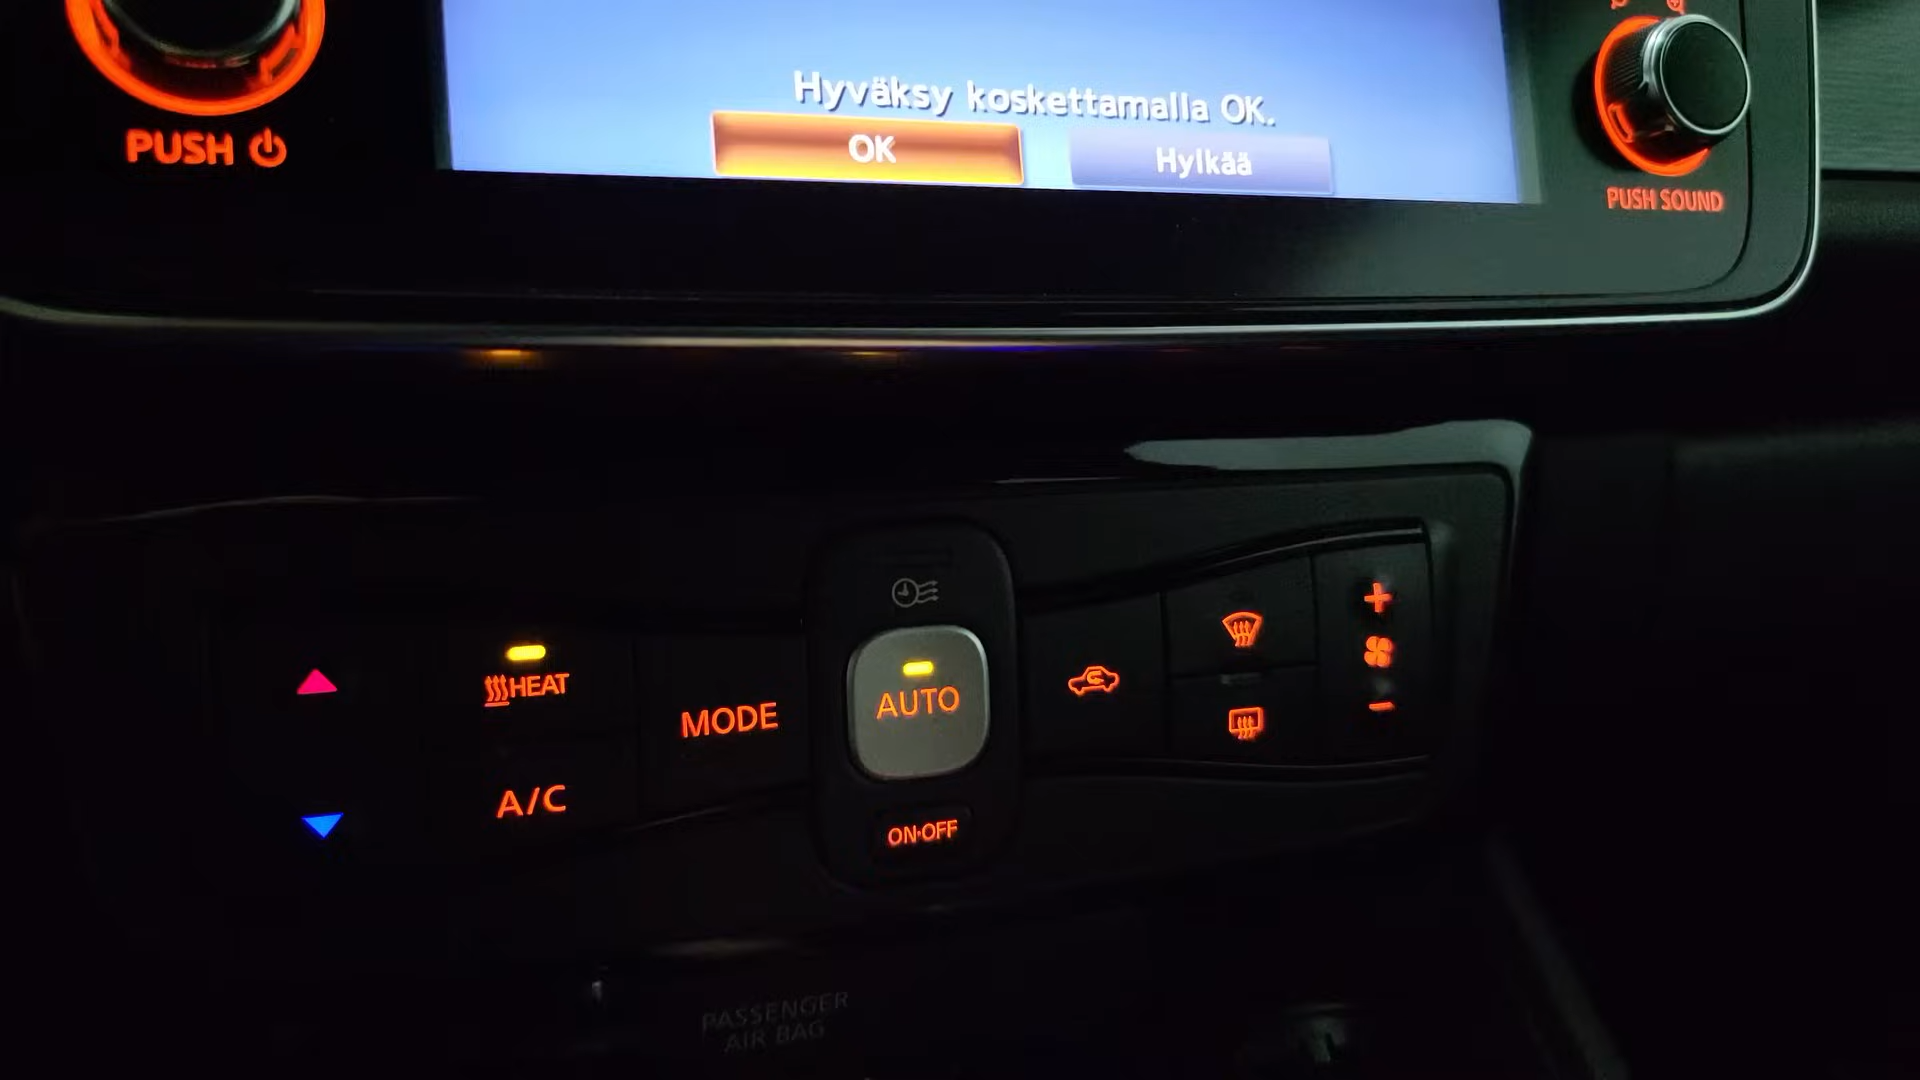 Hyväksy koskettamalla OK.
OK
Hylkää
PUSH
PUSH SOUND
HEAT
MODE
AUTO
A/C
ON·OFF
PASSENGER
AIR BAG